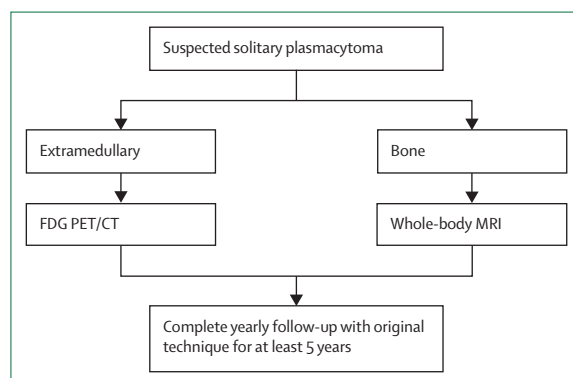 Suspected solitary plasmacytoma
Extramedullary
Bone
FDG PET/CT
Whole-body MRI
Complete yearly follow-up with original
technique for at least 5 years